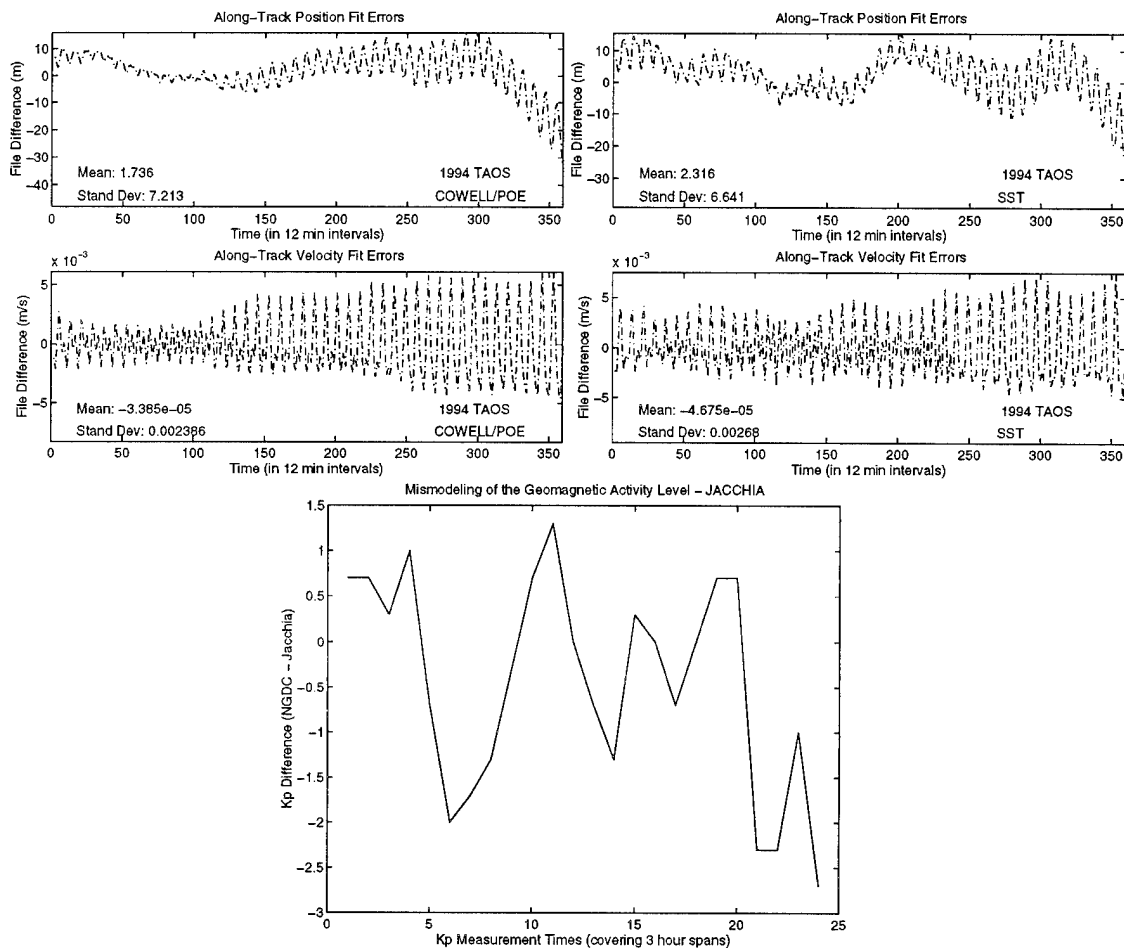 Along-Track Position Fit Errors
File Difference (m)
10
0
-10
-20
-30
-40
Mean: 1.736
Stand Dev: 7.213
1994 TAOS
COWELL/POE
0 50 100 150 200 250 300 350
Time (in 12 min intervals)
Along-Track Position Fit Errors
File Difference (m)
10
0
-10
-20
-30
Mean: 2.316
Stand Dev: 6.641
1994 TAOS
SST
0 50 100 150 200 250 300 350
Time (in 12 min intervals)
x 10^-3
Along-Track Velocity Fit Errors
File Difference (m/s)
5
0
-5
Mean: -3.385e-05
Stand Dev: 0.002386
1994 TAOS
COWELL/POE
0 50 100 150 200 250 300 350
Time (in 12 min intervals)
x 10^-3
Along-Track Velocity Fit Errors
File Difference (m/s)
5
0
-5
Mean: -4.675e-05
Stand Dev: 0.00268
1994 TAOS
SST
0 50 100 150 200 250 300 350
Time (in 12 min intervals)
Mismodeling of the Geomagnetic Activity Level - JACCHIA
Kp Difference (NGDC - Jacchia)
1.5
1
0.5
0
-0.5
-1
-1.5
-2
-2.5
-3
0 5 10 15 20 25
Kp Measurement Times (covering 3 hour spans)